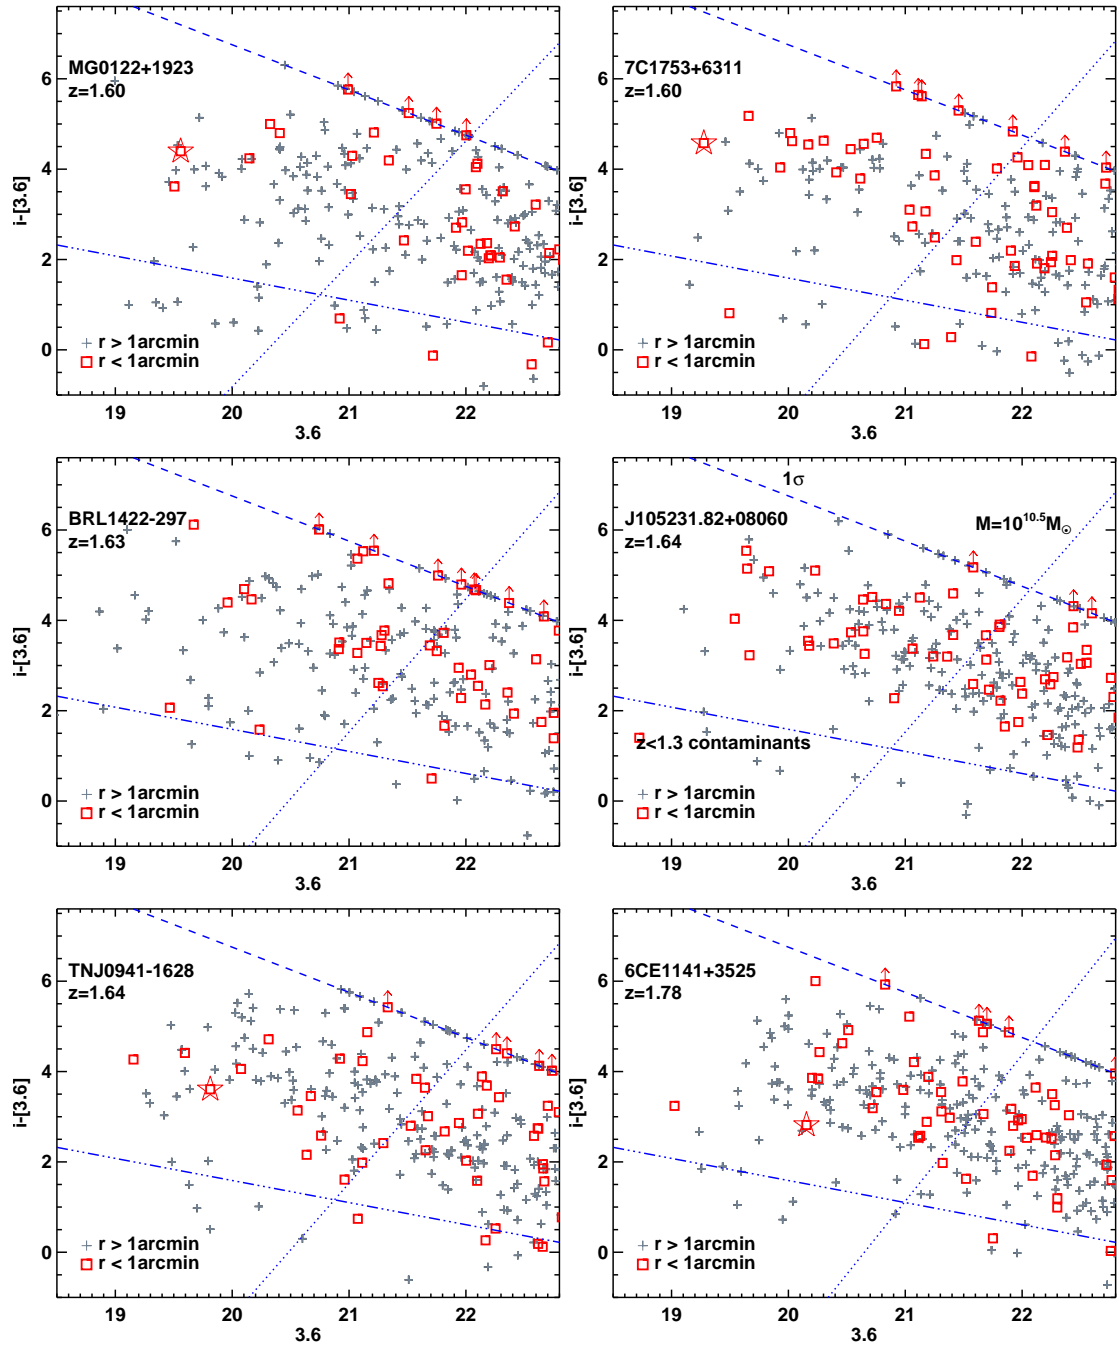 MG0122+1923
z=1.60
6
4
2
0
i-[3.6]
+ r > 1arcmin
□ r < 1arcmin
19 20 21 22
3.6
7C1753+6311
z=1.60
6
4
2
0
i-[3.6]
+ r > 1arcmin
□ r < 1arcmin
19 20 21 22
3.6
BRL1422-297
z=1.63
6
4
2
0
i-[3.6]
+ r > 1arcmin
□ r < 1arcmin
19 20 21 22
3.6
1σ
J105231.82+08060
z=1.64
M=10^10.5M⊙
6
4
2
0
i-[3.6]
z<1.3 contaminants
+ r > 1arcmin
□ r < 1arcmin
19 20 21 22
3.6
TNJ0941-1628
z=1.64
6
4
2
0
i-[3.6]
+ r > 1arcmin
□ r < 1arcmin
19 20 21 22
3.6
6CE1141+3525
z=1.78
6
4
2
0
i-[3.6]
+ r > 1arcmin
□ r < 1arcmin
19 20 21 22
3.6